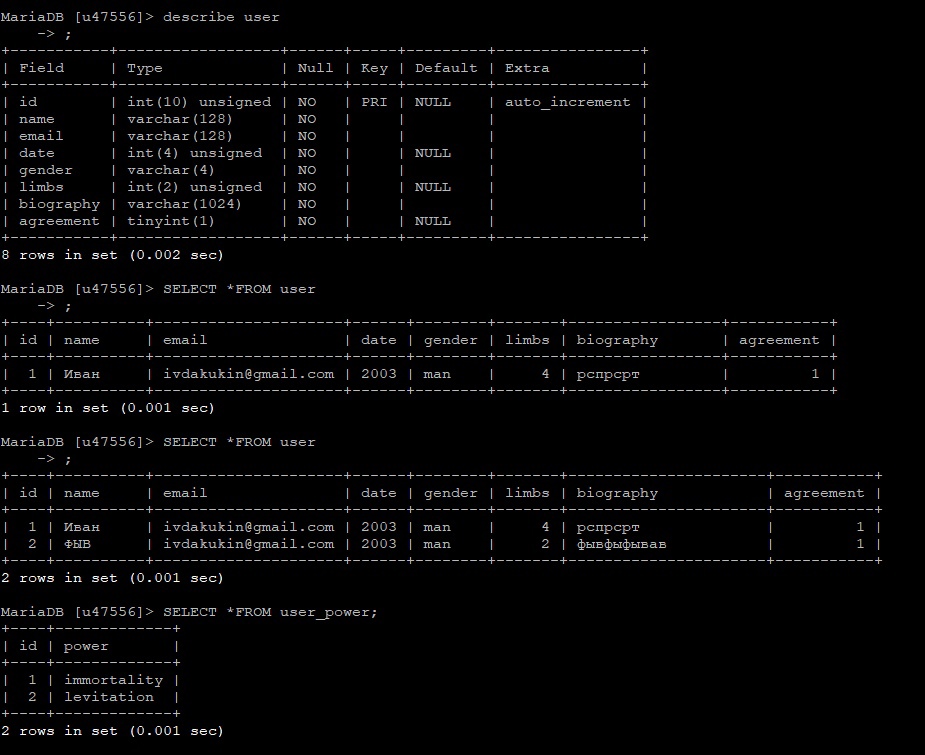 MariaDB [u47556]> describe user
    -> ;
+-----------+------------------+------+-----+---------+----------------+
| Field     | Type             | Null | Key | Default | Extra          |
+-----------+------------------+------+-----+---------+----------------+
| id        | int(10) unsigned | NO   | PRI | NULL    | auto_increment |
| name      | varchar(128)     | NO   |     |         |                |
| email     | varchar(128)     | NO   |     |         |                |
| date      | int(4) unsigned  | NO   |     | NULL    |                |
| gender    | varchar(4)       | NO   |     |         |                |
| limbs     | int(2) unsigned  | NO   |     | NULL    |                |
| biography | varchar(1024)    | NO   |     |         |                |
| agreement | tinyint(1)       | NO   |     | NULL    |                |
+-----------+------------------+------+-----+---------+----------------+
8 rows in set (0.002 sec)

MariaDB [u47556]> SELECT *FROM user
    -> ;
+----+----------+---------------------+------+--------+-------+-----------------+-----------+
| id | name     | email               | date | gender | limbs | biography       | agreement |
+----+----------+---------------------+------+--------+-------+-----------------+-----------+
|  1 | Иван     | ivdakukin@gmail.com | 2003 | man    |     4 | рспрсрт         |         1 |
+----+----------+---------------------+------+--------+-------+-----------------+-----------+
1 row in set (0.001 sec)

MariaDB [u47556]> SELECT *FROM user
    -> ;
+----+----------+---------------------+------+--------+-------+----------------------+-----------+
| id | name     | email               | date | gender | limbs | biography            | agreement |
+----+----------+---------------------+------+--------+-------+----------------------+-----------+
|  1 | Иван     | ivdakukin@gmail.com | 2003 | man    |     4 | рспрсрт              |         1 |
|  2 | ФЫВ      | ivdakukin@gmail.com | 2003 | man    |     2 | фывфыфывав           |         1 |
+----+----------+---------------------+------+--------+-------+----------------------+-----------+
2 rows in set (0.001 sec)

MariaDB [u47556]> SELECT *FROM user_power;
+----+-------------+
| id | power       |
+----+-------------+
|  1 | immortality |
|  2 | levitation  |
+----+-------------+
2 rows in set (0.001 sec)